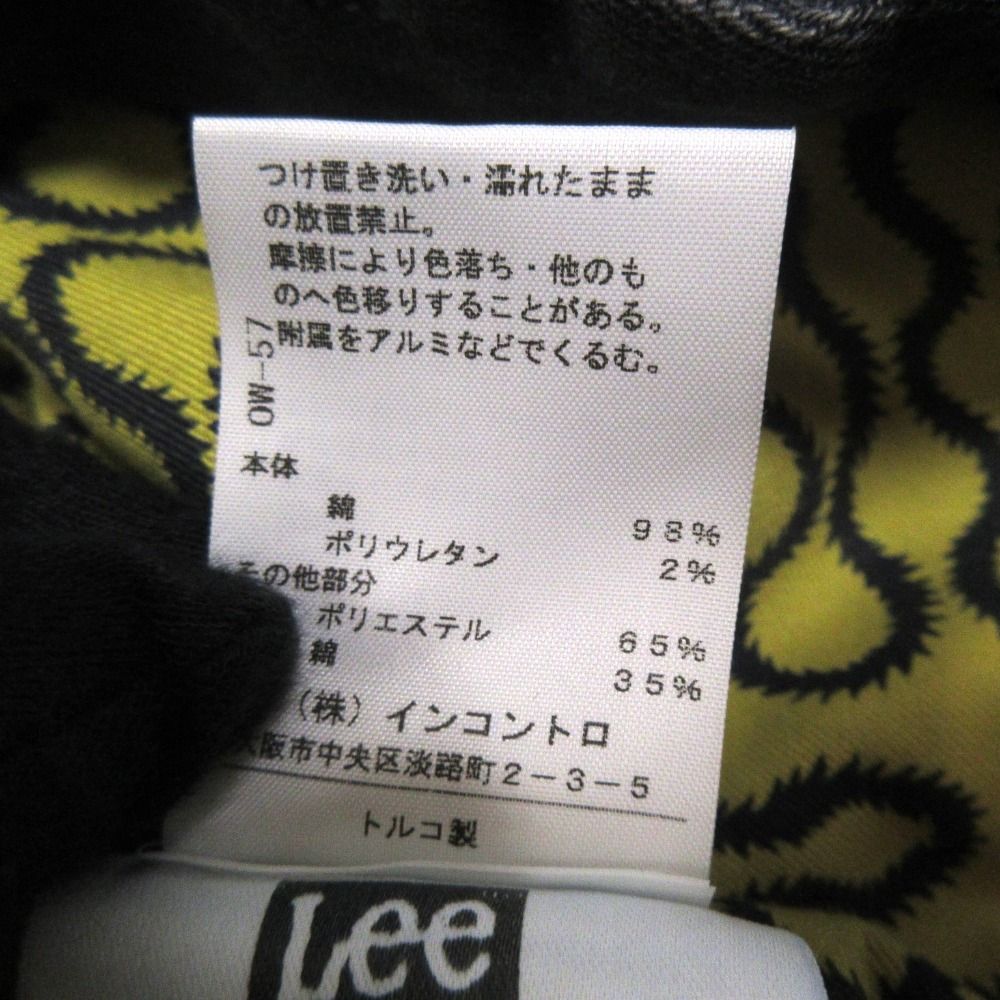 つけ置き洗い・濡れたまま
の放置禁止。
摩擦により色落ち・他のも
のへ色移りすることがある。
附属をアルミなどでくるむ。
OW-57
本体
綿 98%
ポリウレタン 2%
その他部分
ポリエステル 65%
綿 35%
(株)インコントロ
大阪市中央区淡路町2-3-5
トルコ製
Lee